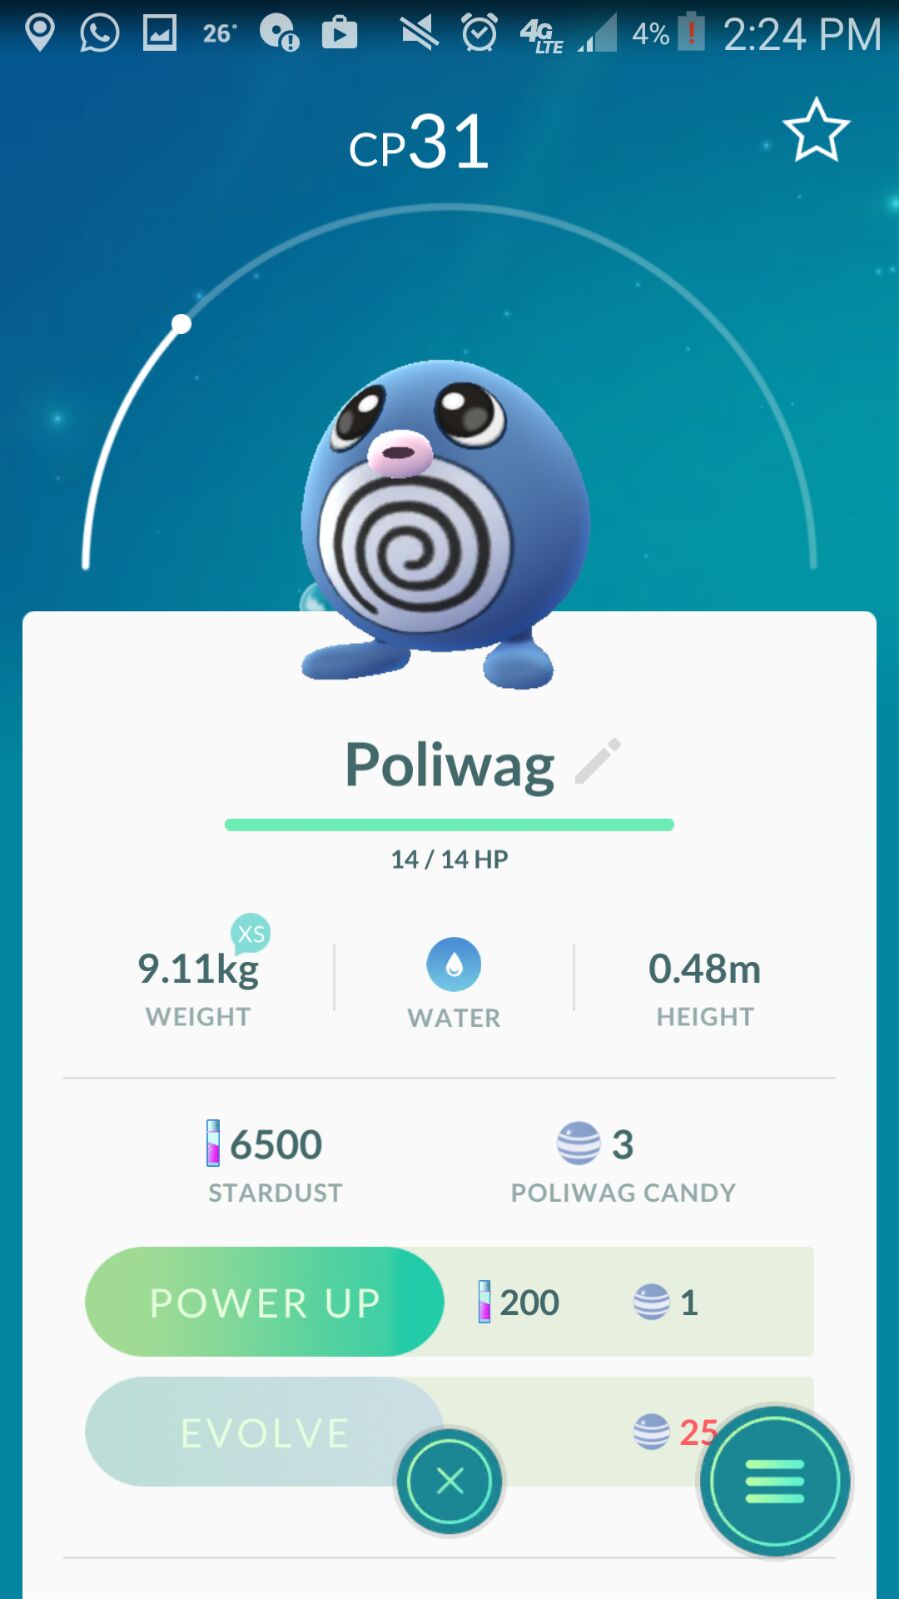 26° 4G LTE 4% 2:24 PM
CP31
Poliwag
14 / 14 HP
XS
9.11kg
WEIGHT
WATER
0.48m
HEIGHT
6500
STARDUST
3
POLIWAG CANDY
POWER UP 200 1
EVOLVE 25